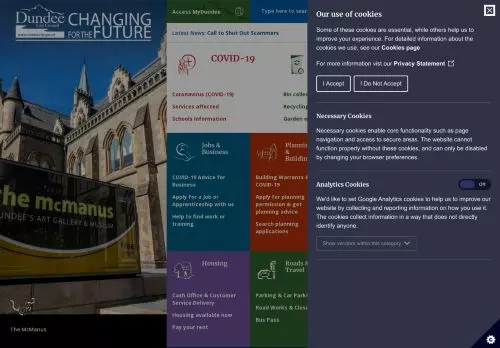 Dundee
City Council
www.dundee.gov.uk
CHANGING
FOR THE FUTURE
the mcmanus
DUNDEE'S ART GALLERY & MUSEUM
The McManus
Access MyDundee
Type here to sear
Latest News: Call to Shut Out Scammers
COVID-19
Coronavirus (COVID-19)
Services affected
Schools Information
Bin colle
Recycling
Garden w
Jobs &
Business
COVID-19 Advice for
Business
Apply for a Job or
Apprenticeship with us
Help to find work or
training
Planning
&
Building
Building Warrants &
COVID-19
Apply for planning
permission & get
planning advice
Search planning
applications
Housing
Cash Office & Customer
Service Delivery
Housing available now
Pay your rent
Roads &
Travel
Parking & Car Parks
Road Works & Closu
Bus Pass
Our use of cookies
Some of these cookies are essential, while others help us
to improve your experience. For detailed information about
the cookies we use, see our Cookies page
For more information vist our Privacy Statement
I Accept
I Do Not Accept
Necessary Cookies
Necessary cookies enable core functionality such as page
navigation and access to secure areas. The website cannot
function properly without these cookies, and can only be disabled
by changing your browser preferences.
Analytics Cookies
Off
We'd like to set Google Analytics cookies to help us to improve our
website by collecting and reporting information on how you use it.
The cookies collect information in a way that does not directly
identify anyone.
Show vendors within this category